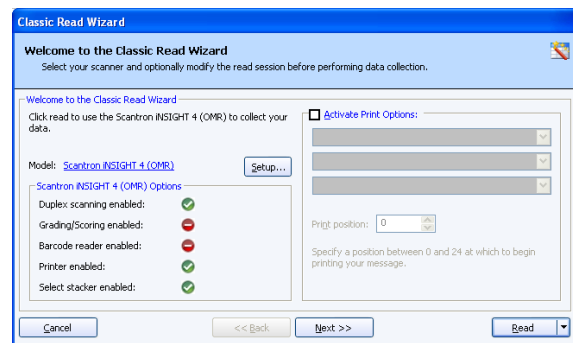 Classic Read Wizard
Welcome to the Classic Read Wizard
Select your scanner and optionally modify the read session before performing data collection.
Welcome to the Classic Read Wizard
Click read to use the Scantron iNSIGHT 4 (OMR) to collect your
data.
Model: Scantron iNSIGHT 4 (OMR)
Setup...
Scantron iNSIGHT 4 (OMR) Options
Duplex scanning enabled:
Grading/Scoring enabled:
Barcode reader enabled:
Printer enabled:
Select stacker enabled:
Activate Print Options:
Print position: 0
Specify a position between 0 and 24 at which to begin
printing your message.
Cancel
<< Back
Next >>
Read